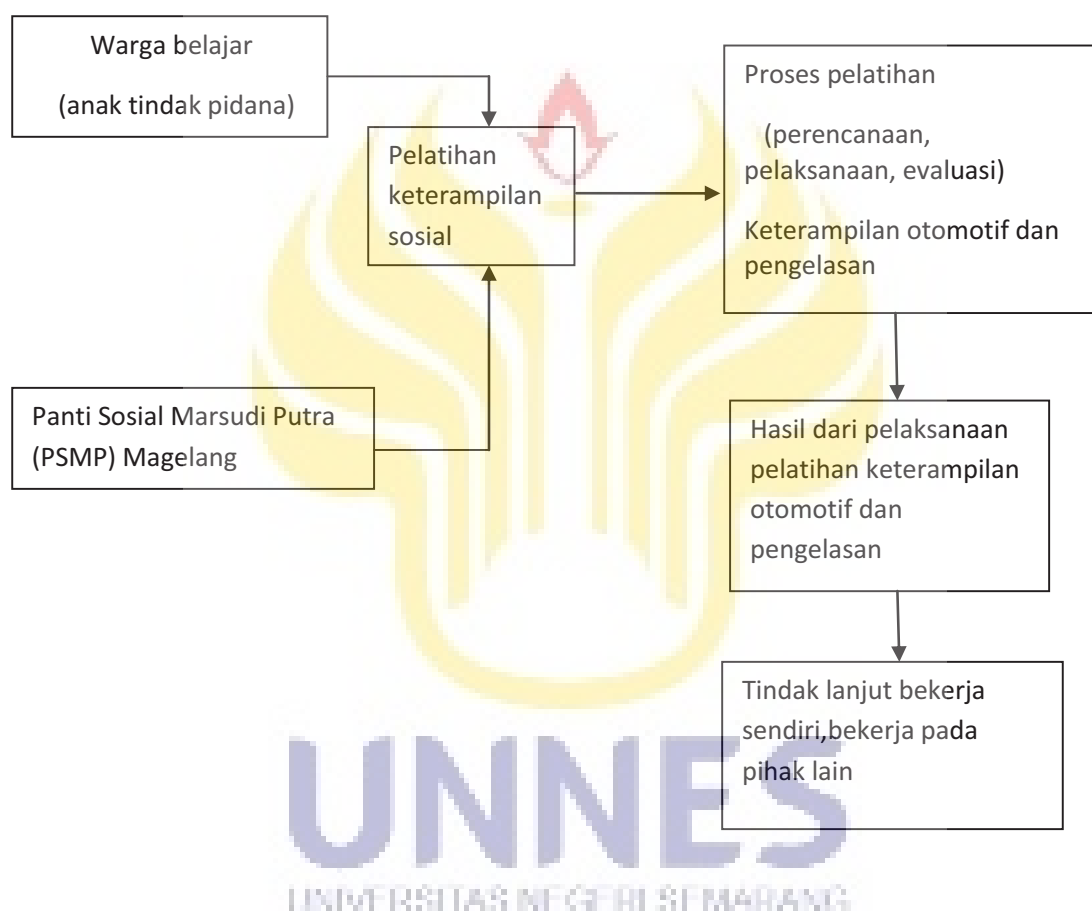 Warga belajar
(anak tindak pidana)
Pelatihan
keterampilan
sosial
Panti Sosial Marsudi Putra
(PSMP) Magelang
Proses pelatihan
(perencanaan,
pelaksanaan, evaluasi)
Keterampilan otomotif dan
pengelasan
Hasil dari pelaksanaan
pelatihan keterampilan
otomotif dan
pengelasan
Tindak lanjut bekerja
sendiri,bekerja pada
pihak lain
UNNES
UNIVERSITAS NEGERI SEMARANG